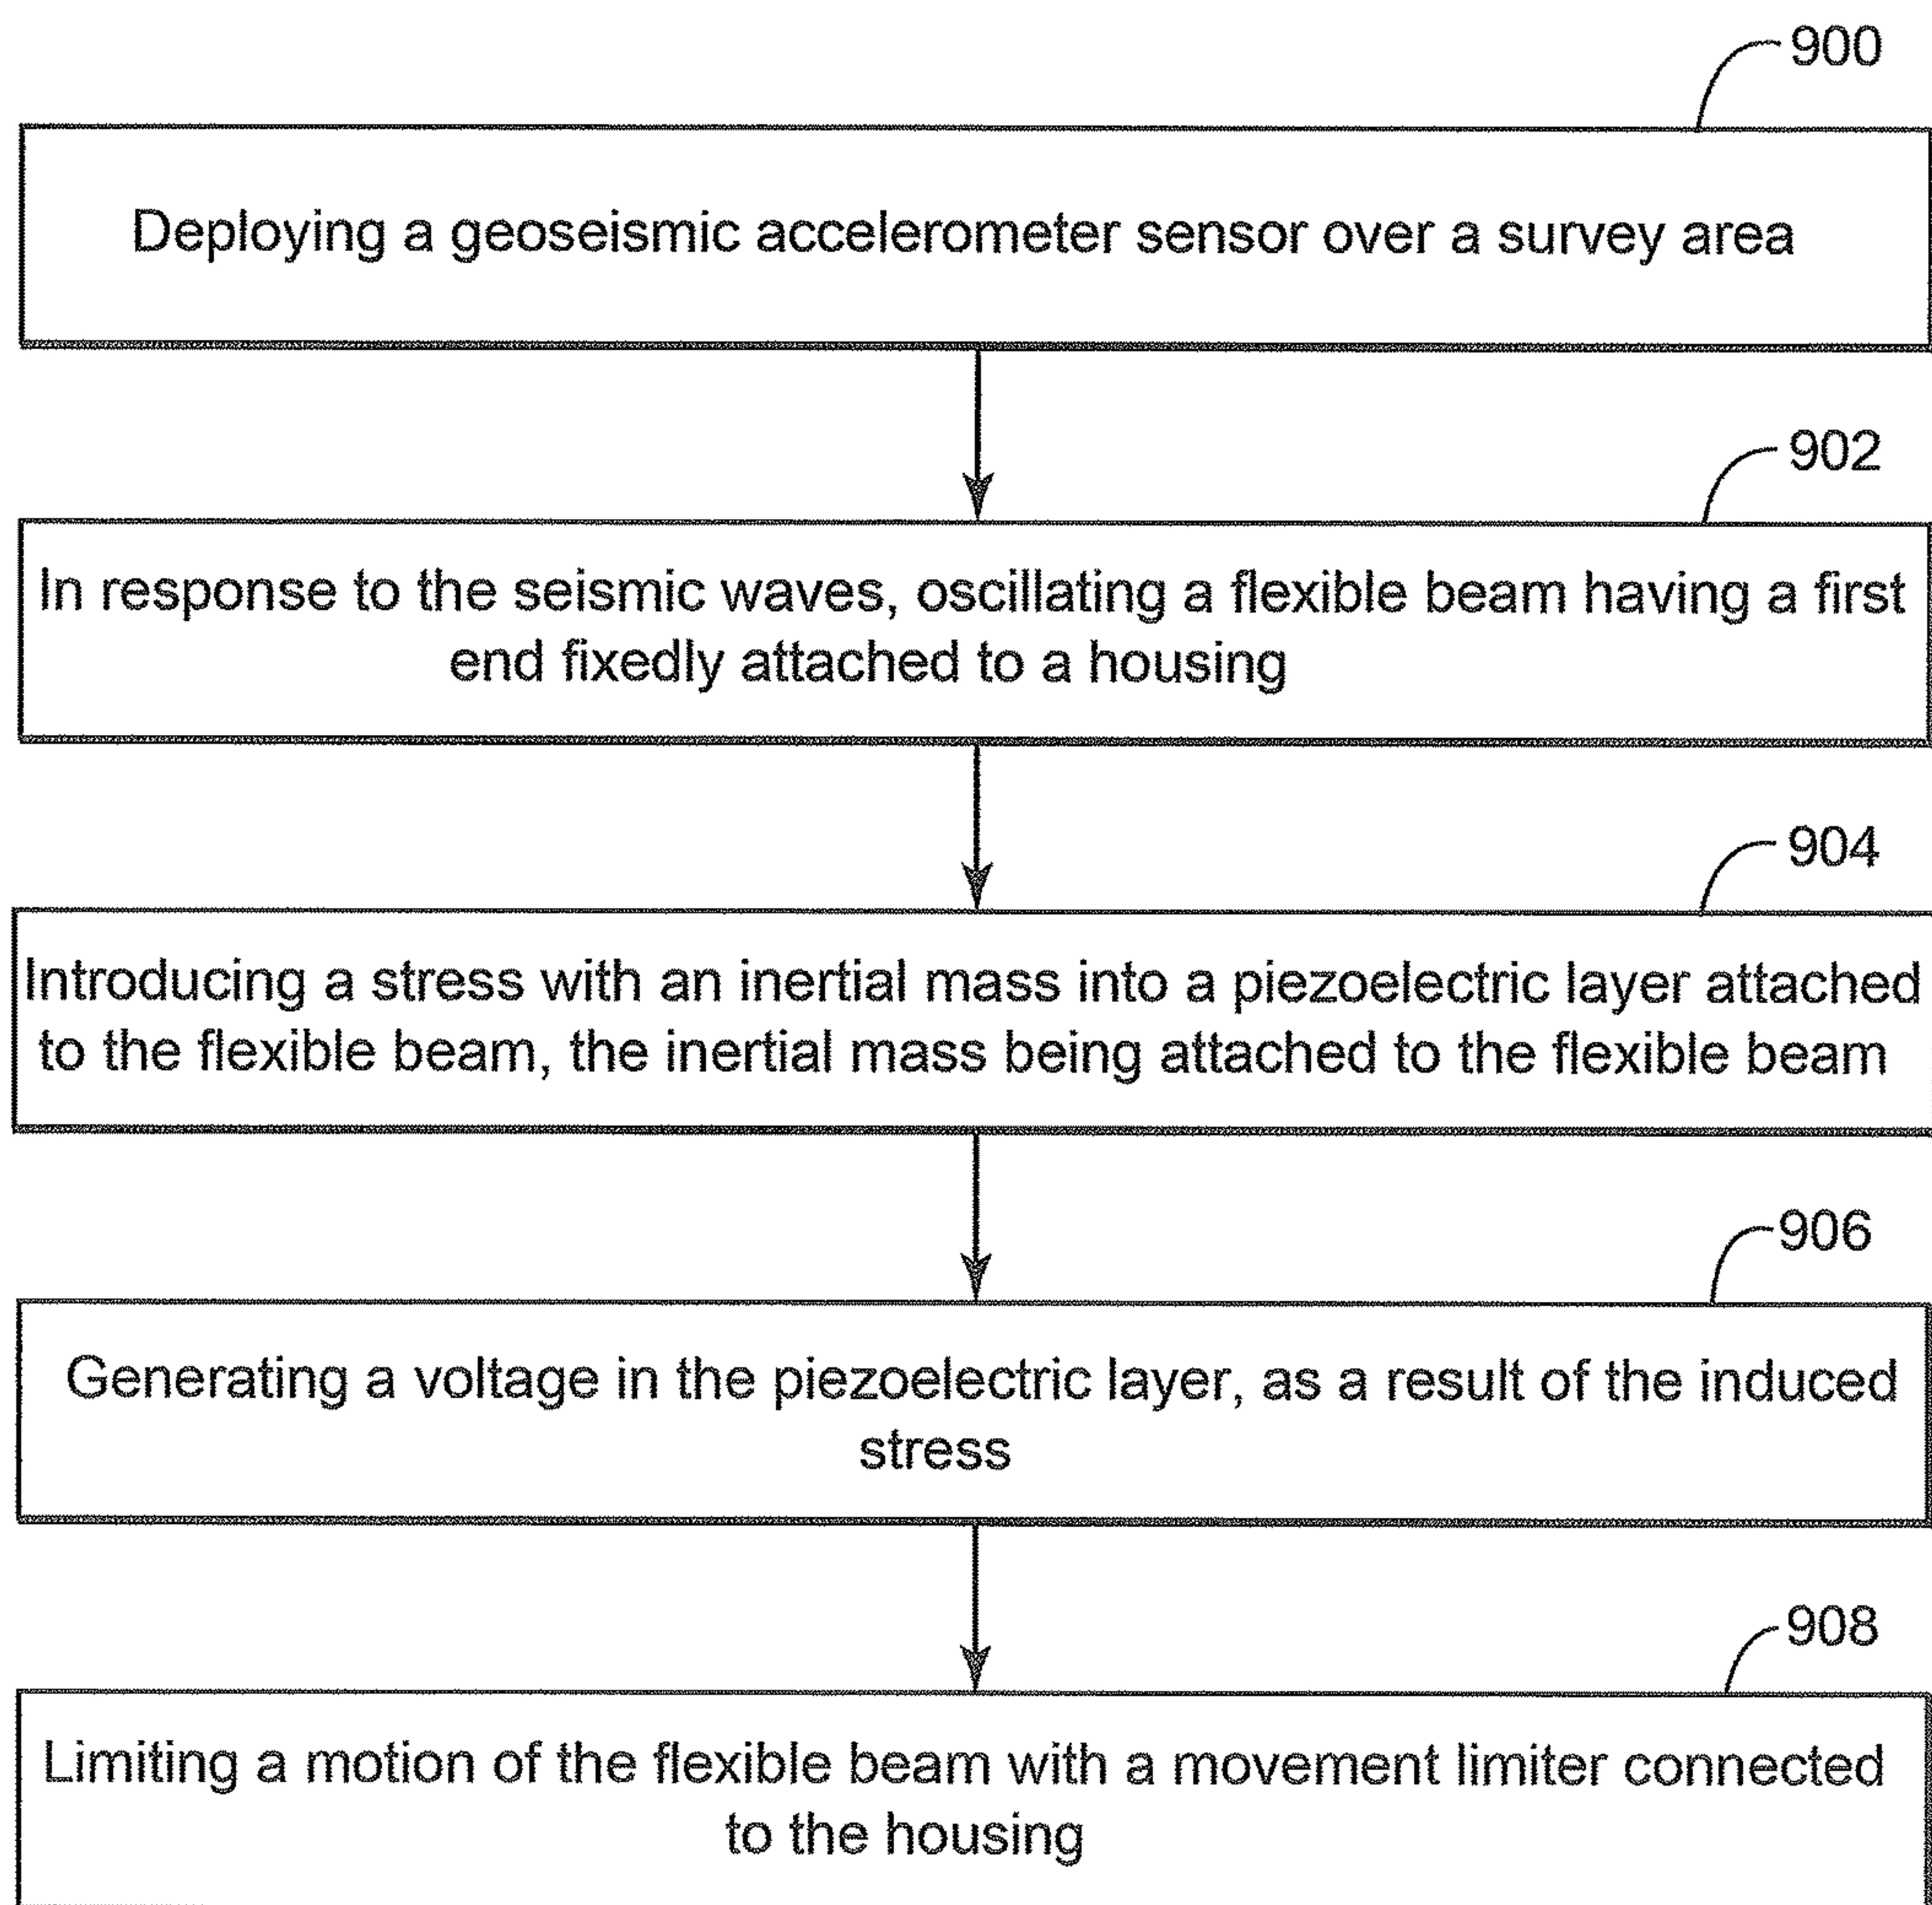 900
Deploying a geoseismic accelerometer sensor over a survey area
902
In response to the seismic waves, oscillating a flexible beam having a first
end fixedly attached to a housing
904
Introducing a stress with an inertial mass into a piezoelectric layer attached
to the flexible beam, the inertial mass being attached to the flexible beam
906
Generating a voltage in the piezoelectric layer, as a result of the induced
stress
908
Limiting a motion of the flexible beam with a movement limiter connected
to the housing